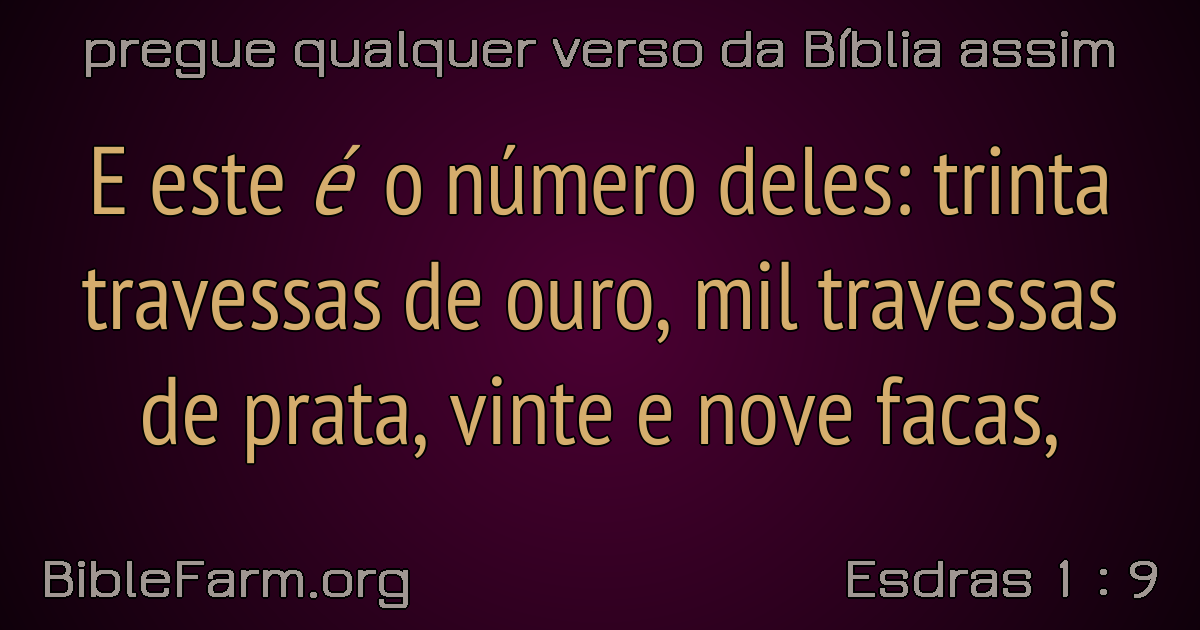 pregue qualquer verso da Bíblia assim
E este é o número deles: trinta
travessas de ouro, mil travessas
de prata, vinte e nove facas,
BibleFarm.org
Esdras 1 : 9